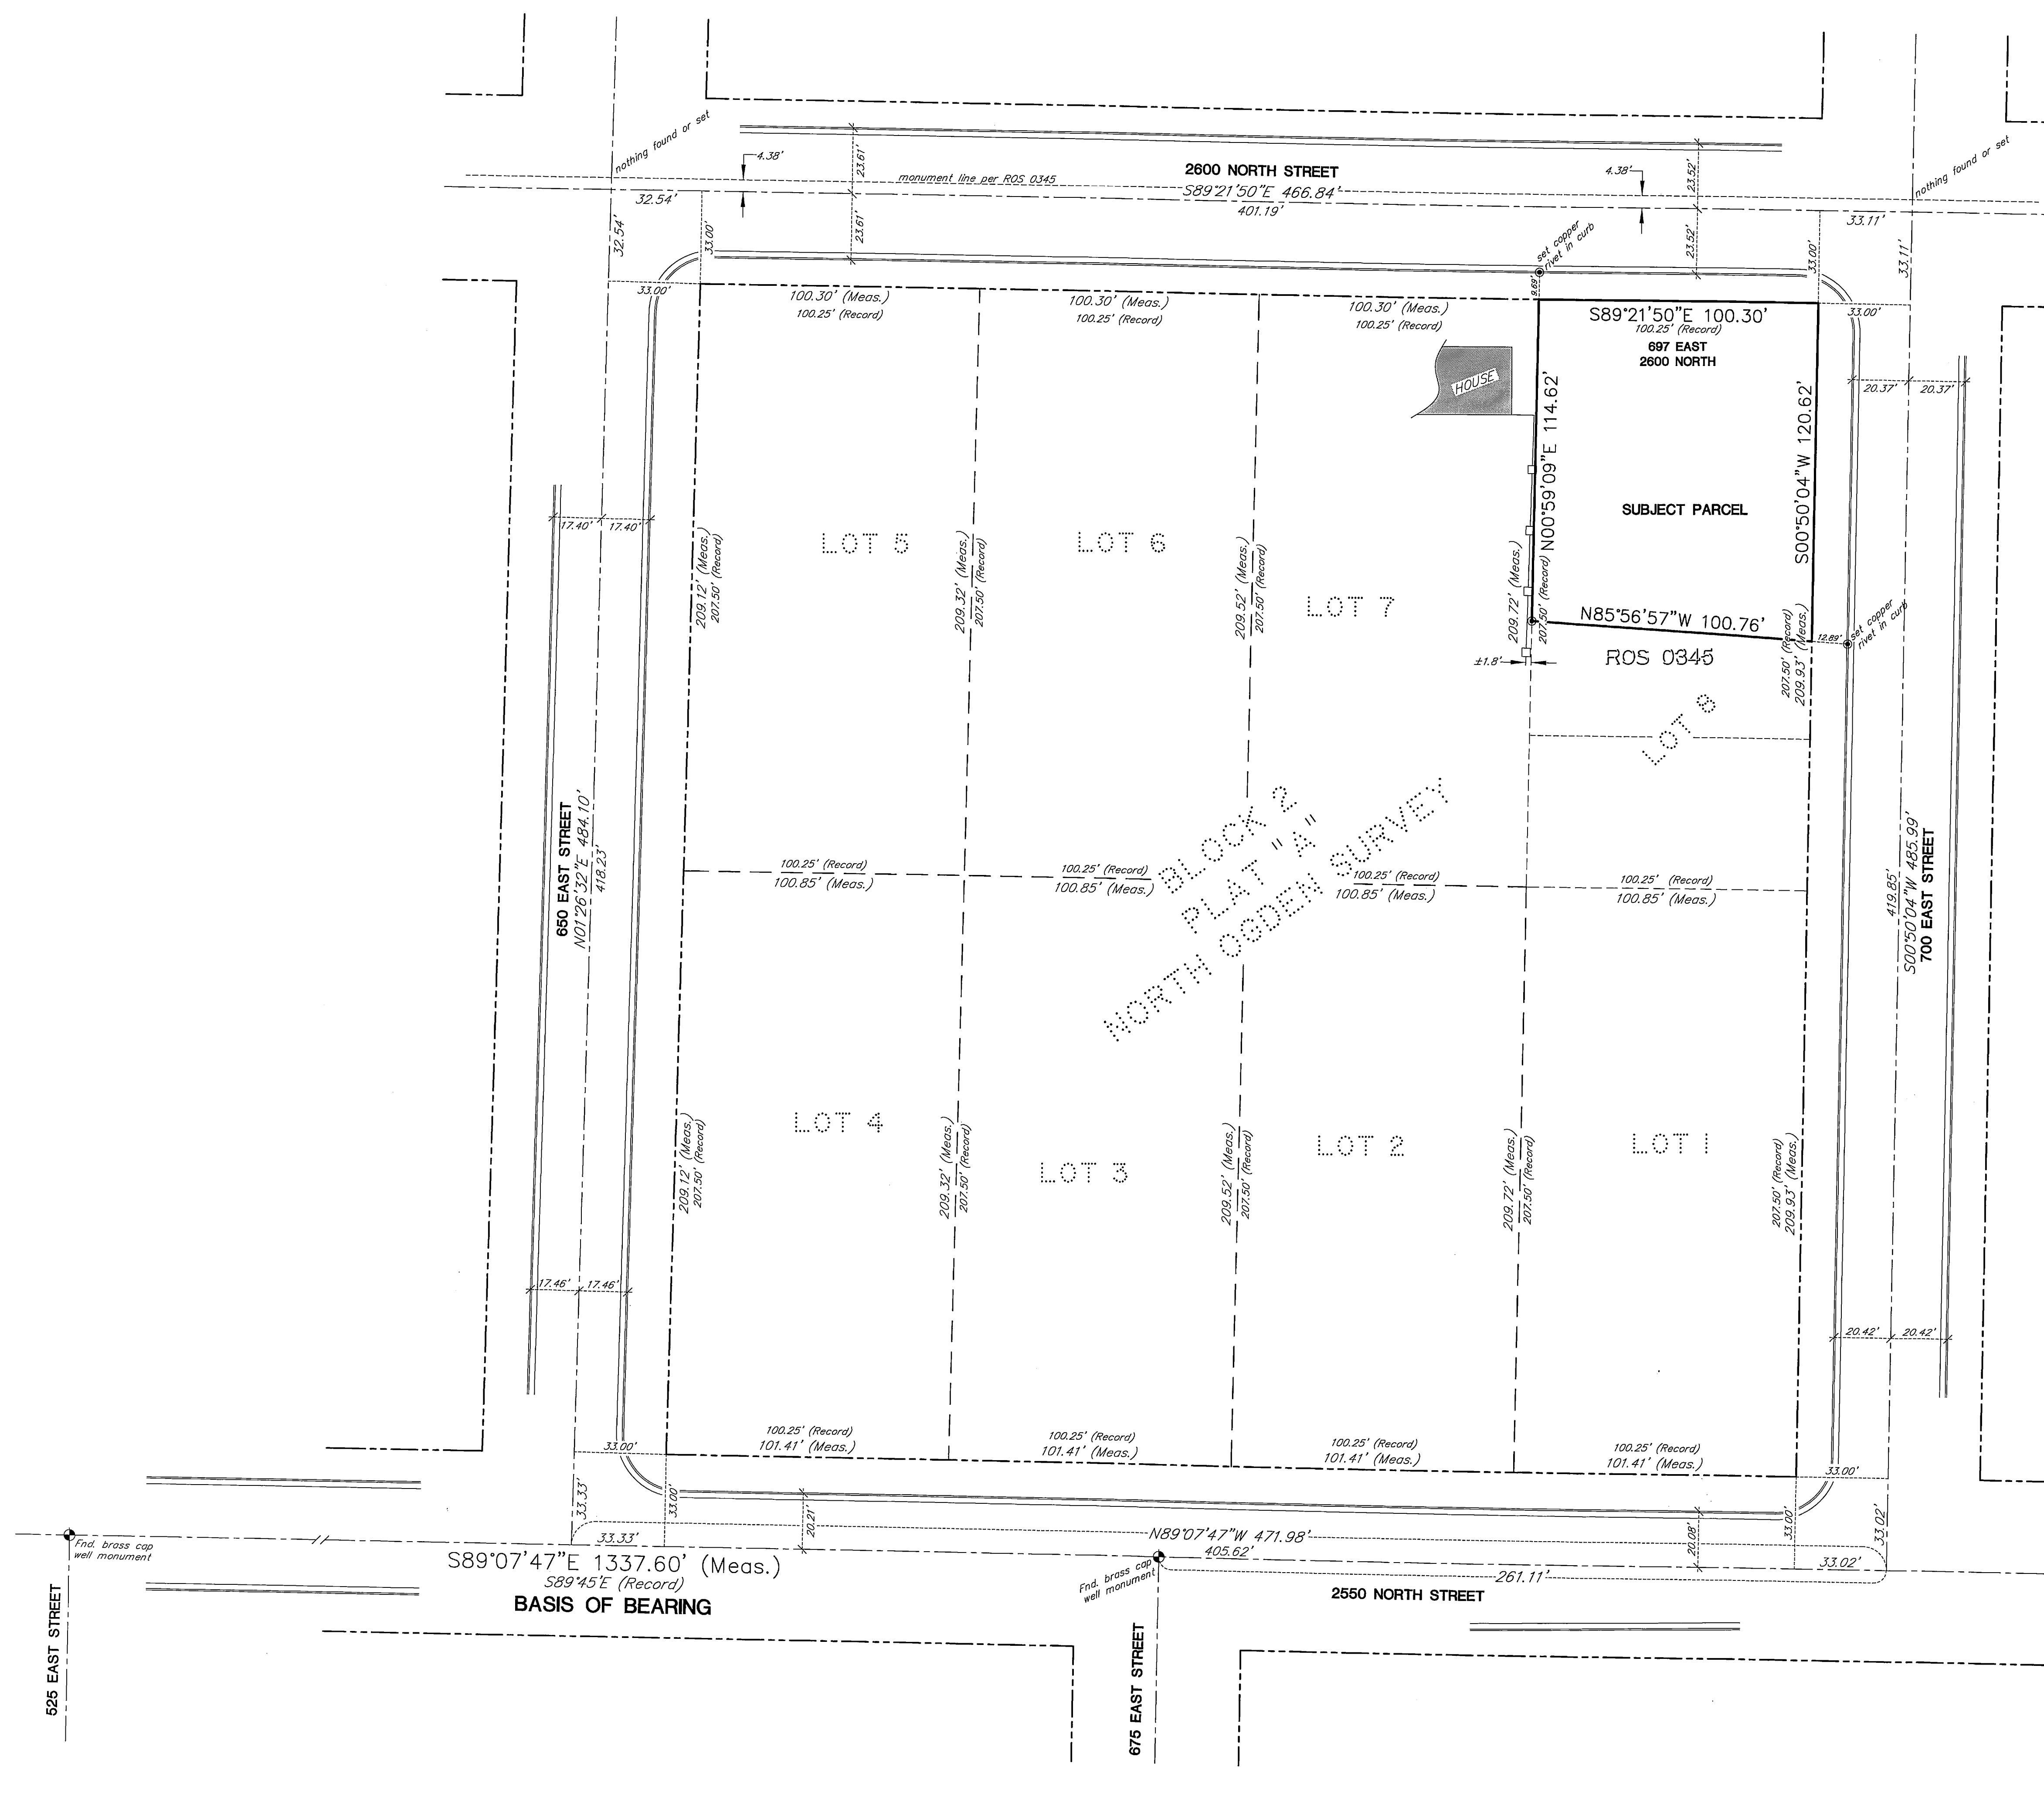 nothing found or set
4.38'
23.61'
2600 NORTH STREET
4.38'
23.52'
nothing found or set
monument line per ROS 0345
S89°21'50"E 466.84'
32.54'
401.19'
33.11'
32.54'
33.00'
23.61'
set copper
rivet in curb
23.52'
33.00'
33.11'
33.00'
9.69'
33.00'
100.30' (Meas.)
100.25' (Record)
100.30' (Meas.)
100.25' (Record)
100.30' (Meas.)
100.25' (Record)
S89°21'50"E 100.30'
100.25' (Record)
697 EAST
2600 NORTH
HOUSE
20.37'
20.37'
N00°59'09"E 114.62'
S00°50'04"W 120.62'
SUBJECT PARCEL
17.40'
17.40'
209.12' (Meas.)
207.50' (Record)
LOT 5
209.32' (Meas.)
207.50' (Record)
LOT 6
209.52' (Meas.)
207.50' (Record)
LOT 7
209.72' (Meas.)
207.50' (Record)
N85°56'57"W 100.76'
207.50' (Record)
209.93' (Meas.)
12.89'
set copper
rivet in curb
±1.8'
ROS 0345
LOT 8
650 EAST STREET
N01°26'32"E 484.10'
418.23'
BLOCK 2
PLAT "A"
NORTH OGDEN SURVEY
419.85'
S00°50'04"W 485.99'
700 EAST STREET
100.25' (Record)
100.85' (Meas.)
100.25' (Record)
100.85' (Meas.)
100.25' (Record)
100.85' (Meas.)
100.25' (Record)
100.85' (Meas.)
209.12' (Meas.)
207.50' (Record)
LOT 4
209.32' (Meas.)
207.50' (Record)
LOT 3
209.52' (Meas.)
207.50' (Record)
LOT 2
209.72' (Meas.)
207.50' (Record)
LOT 1
207.50' (Record)
209.93' (Meas.)
17.46'
17.46'
20.42'
20.42'
33.00'
100.25' (Record)
101.41' (Meas.)
100.25' (Record)
101.41' (Meas.)
100.25' (Record)
101.41' (Meas.)
100.25' (Record)
101.41' (Meas.)
33.00'
33.33'
33.00'
20.21'
20.08'
33.00'
33.02'
33.33'
N89°07'47"W 471.98'
405.62'
33.02'
Fnd. brass cap
well monument
S89°07'47"E 1337.60' (Meas.)
S89°45'E (Record)
BASIS OF BEARING
Fnd. brass cap
well monument
261.11'
2550 NORTH STREET
525 EAST STREET
675 EAST STREET